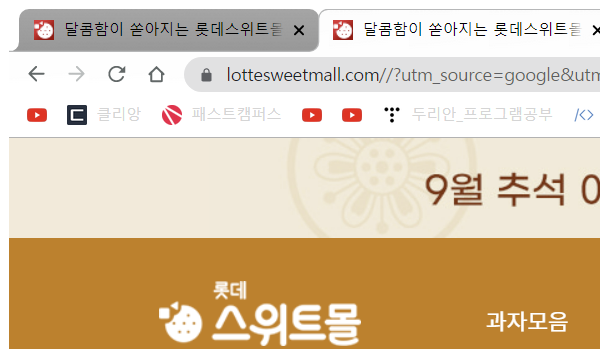 달콤함이 쏟아지는 롯데스위트몰
달콤함이 쏟아지는 롯데스위트몰
lottesweetmall.com//?utm_source=google&utm
클리앙 패스트캠퍼스 두리안_프로그램공부
9월 추석
롯데
스위트몰
과자모음